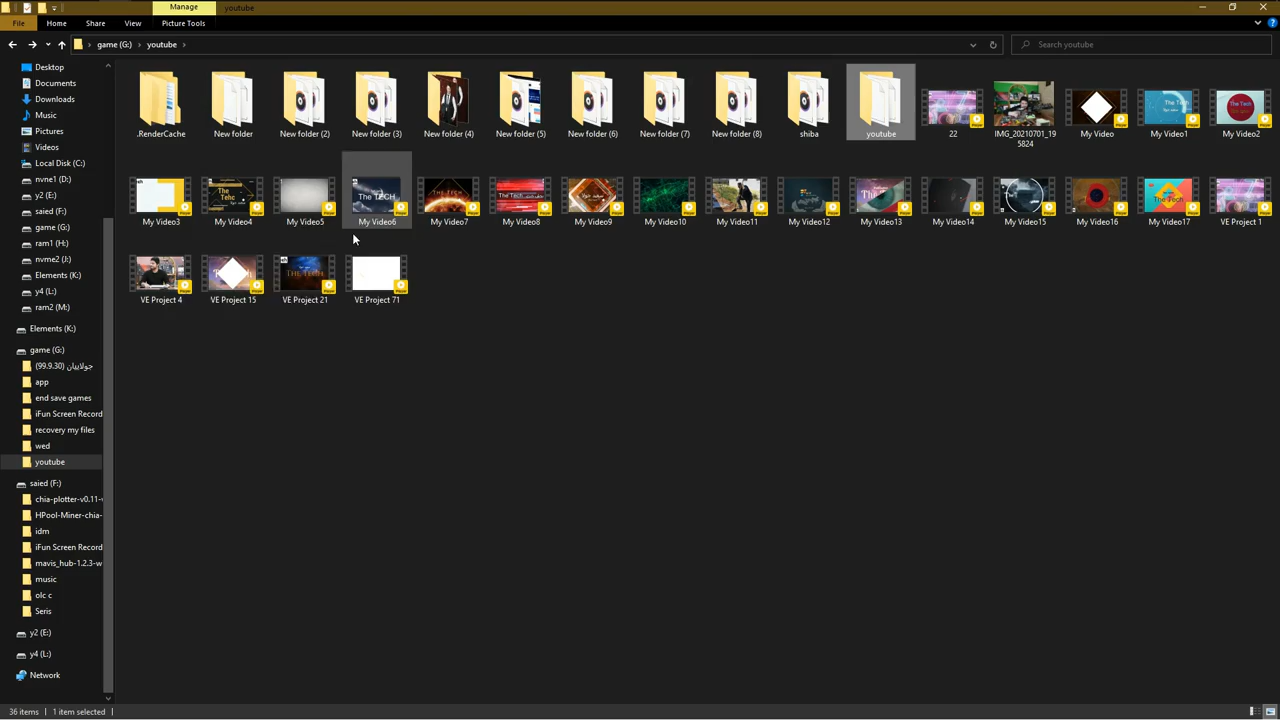 Manage
youtube
File
Home
Share
View
Picture Tools
game (G:)
youtube
Search youtube
Desktop
Documents
Downloads
Music
Pictures
Videos
Local Disk (C:)
nvne1 (D:)
y2 (E:)
saied (F:)
game (G:)
ram1 (H:)
nvme2 (J:)
Elements (K:)
y4 (L:)
ram2 (M:)
Elements (K:)
game (G:)
جولاييان (99.9.30)
app
end save games
iFun Screen Record
recovery my files
wed
youtube
saied (F:)
chia-plotter-v0.11-
HPool-Miner-chia-
idm
iFun Screen Record
mavis_hub-1.2.3-w
music
olc c
Seris
y2 (E:)
y4 (L:)
Network
.RenderCache
New folder
New folder (2)
New folder (3)
New folder (4)
New folder (5)
New folder (6)
New folder (7)
New folder (8)
shiba
youtube
22
IMG_20210701_195824
My Video
My Video1
My Video2
My Video3
My Video4
My Video5
My Video6
My Video7
My Video8
My Video9
My Video10
My Video11
My Video12
My Video13
My Video14
My Video15
My Video16
My Video17
VE Project 1
VE Project 4
VE Project 15
VE Project 21
VE Project 71
The TECH
THE TECH
36 items
1 item selected